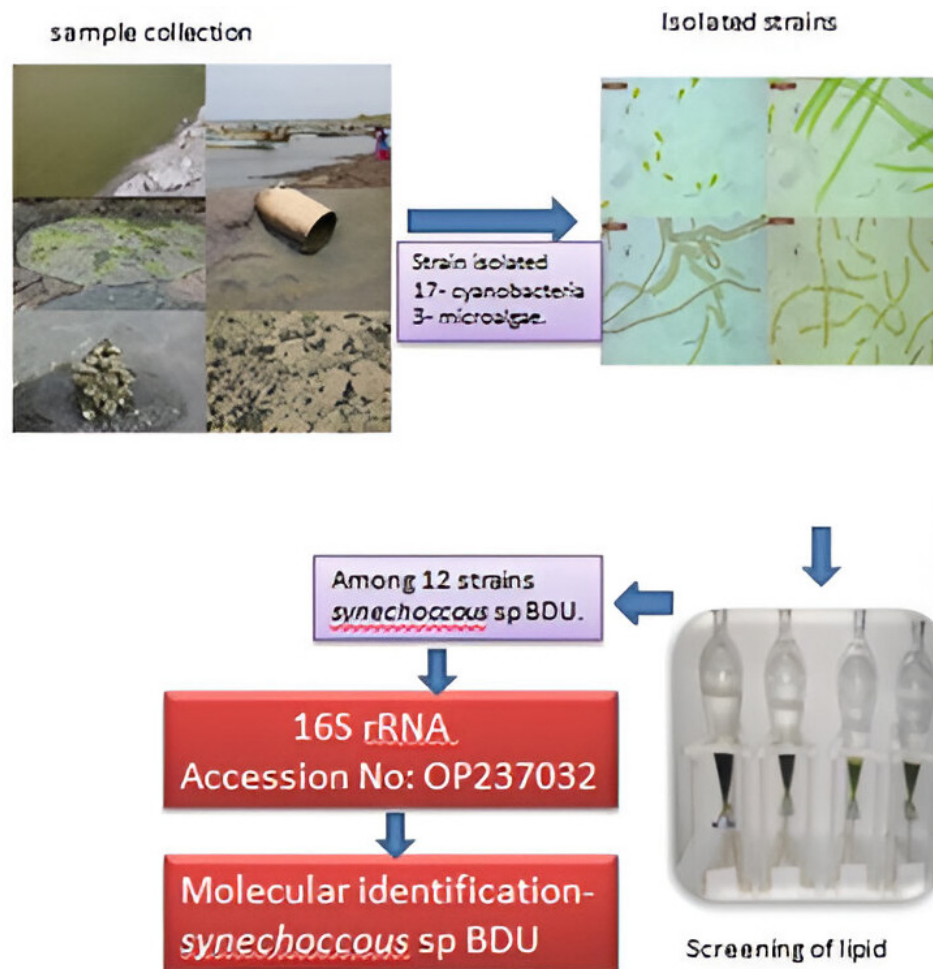 sample collection
Isolated strains
Strain isolated
17- cyanobacteria
3- microalgae.
Among 12 strains
synechoccous sp BDU.
16S rRNA
Accession No: OP237032
Molecular identification-
synechoccous sp BDU
Screening of lipid